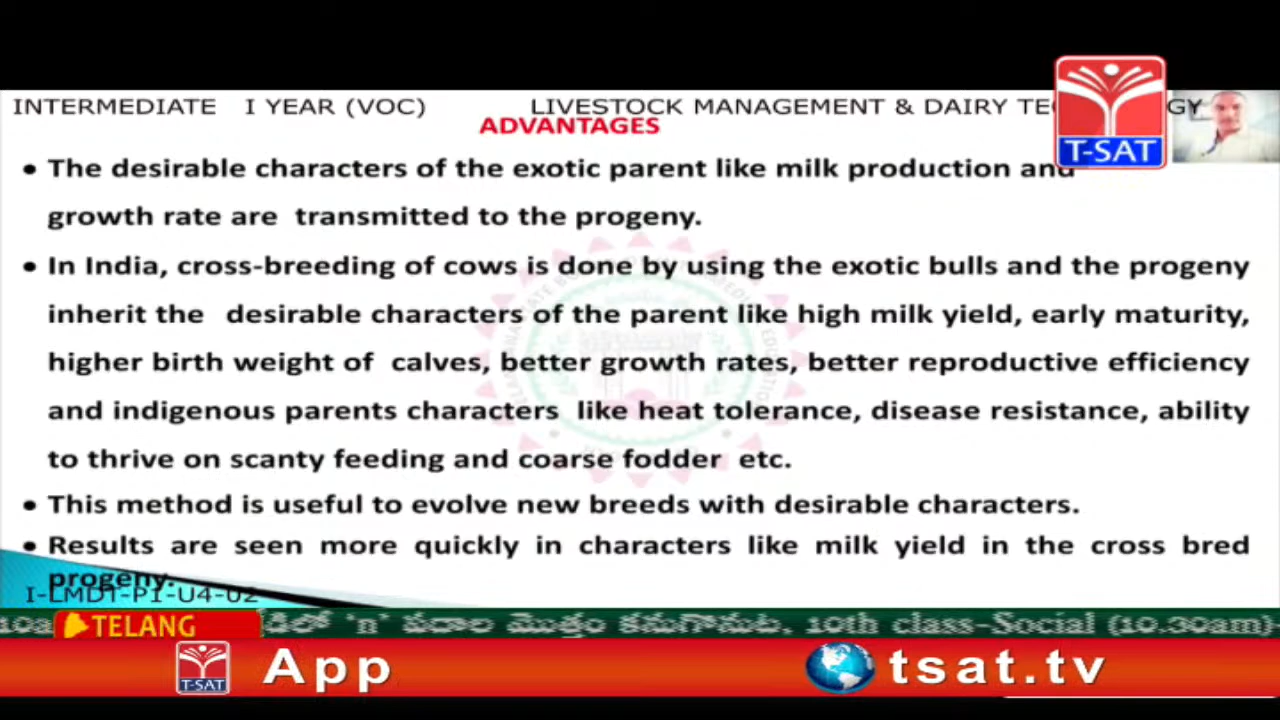 INTERMEDIATE I YEAR (VOC) LIVESTOCK MANAGEMENT & DAIRY
T-SAT
ADVANTAGES
• The desirable characters of the exotic parent like milk production and
growth rate are transmitted to the progeny.
• In India, cross-breeding of cows is done by using the exotic bulls and the progeny
inherit the desirable characters of the parent like high milk yield, early maturity,
higher birth weight of calves, better growth rates, better reproductive efficiency
and indigenous parents characters like heat tolerance, disease resistance, ability
to thrive on scanty feeding and coarse fodder etc.
• This method is useful to evolve new breeds with desirable characters.
• Results are seen more quickly in characters like milk yield in the cross bred
progeny.
I-LMDT-P1-U4-02
TELANG 'n' పదాల మొత్తం కనుగొనుట, 10th class-Social (10.30am)
T-SAT App tsat.tv